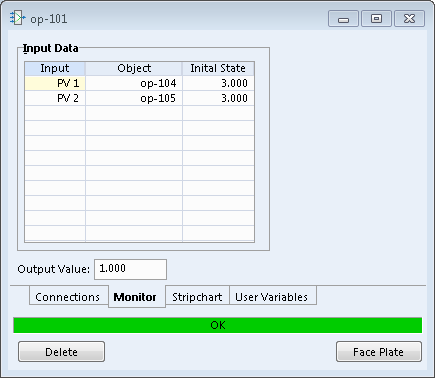 op-101
Input Data
Input Object Inital State
PV 1 op-104 3.000
PV 2 op-105 3.000
Output Value: 1.000
Connections Monitor Stripchart User Variables
OK
Delete Face Plate